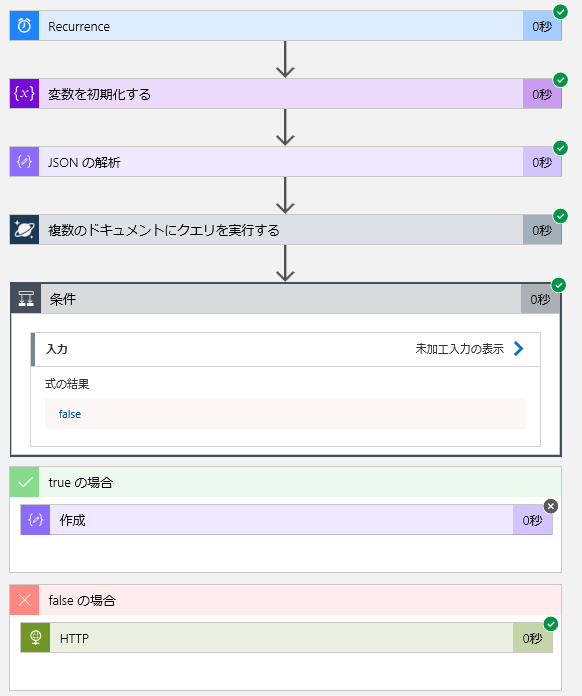 Recurrence 0秒
{x} 変数を初期化する 0秒
JSON の解析 0秒
複数のドキュメントにクエリを実行する 0秒
条件 0秒
入力 未加工入力の表示
式の結果
false
true の場合
作成 0秒
false の場合
HTTP 0秒